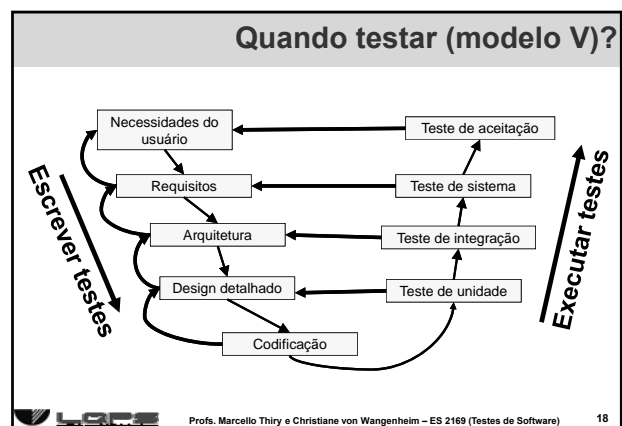 Quando testar (modelo V)?
Necessidades do
usuário
Teste de aceitação
Requisitos
Teste de sistema
Arquitetura
Teste de integração
Design detalhado
Teste de unidade
Codificação
Escrever testes
Executar testes
Profs. Marcello Thiry e Christiane von Wangenheim – ES 2169 (Testes de Software)
18